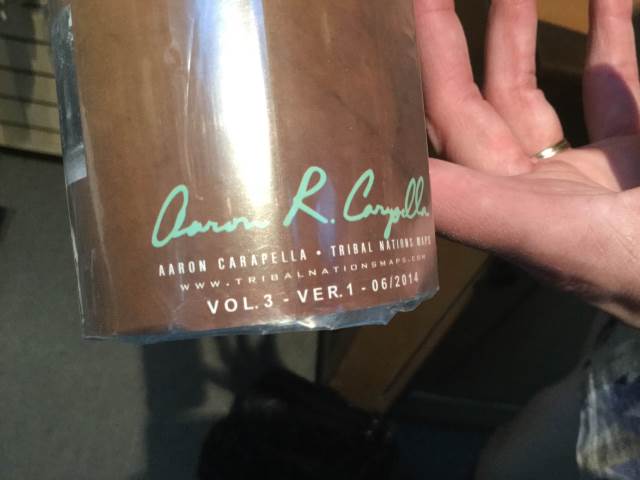 Aaron R. Carapella
AARON CARAPELLA • TRIBAL NATIONS MAPS
WWW.TRIBALNATIONSMAPS.COM
VOL.3 - VER.1 - 06/2014